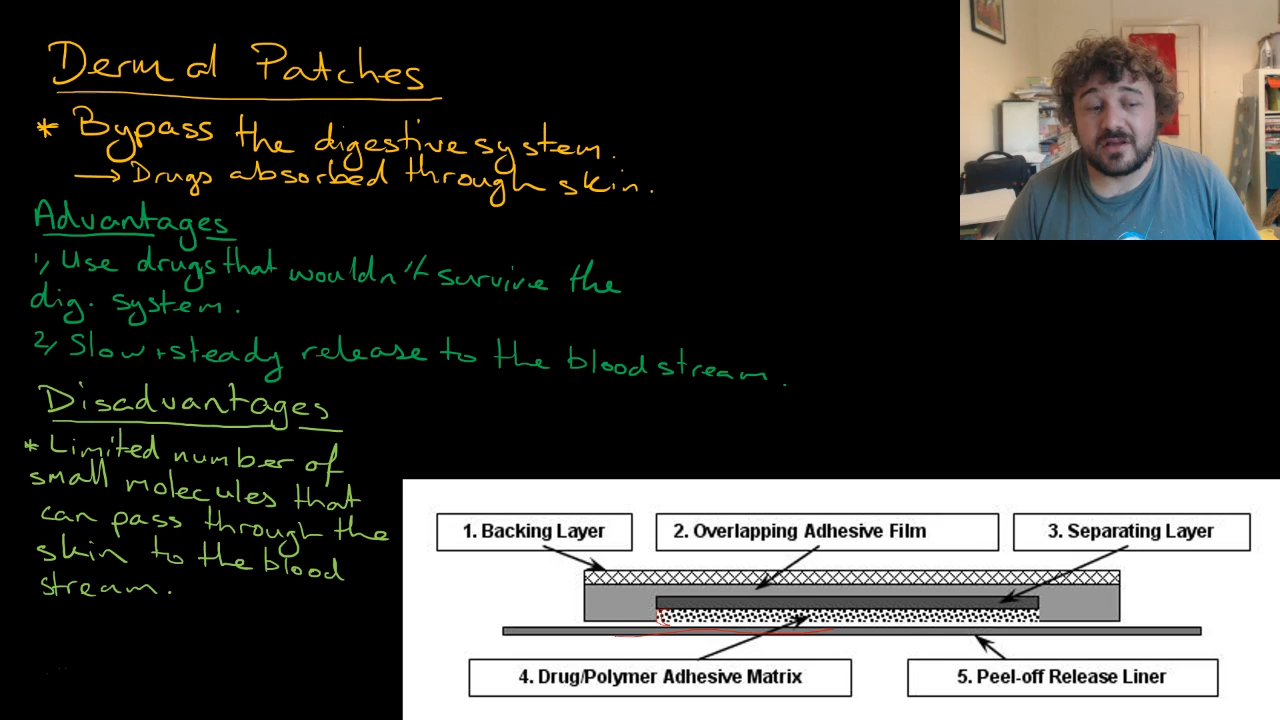 Dermal Patches
* Bypass the digestive system.
→ Drugs absorbed through skin.
Advantages
1, Use drugs that wouldn't survive the
dig. system.
2, Slow + steady release to the blood stream.
Disadvantages
* Limited number of
small molecules that
can pass through the
skin to the blood
stream.
1. Backing Layer
2. Overlapping Adhesive Film
3. Separating Layer
4. Drug/Polymer Adhesive Matrix
5. Peel-off Release Liner